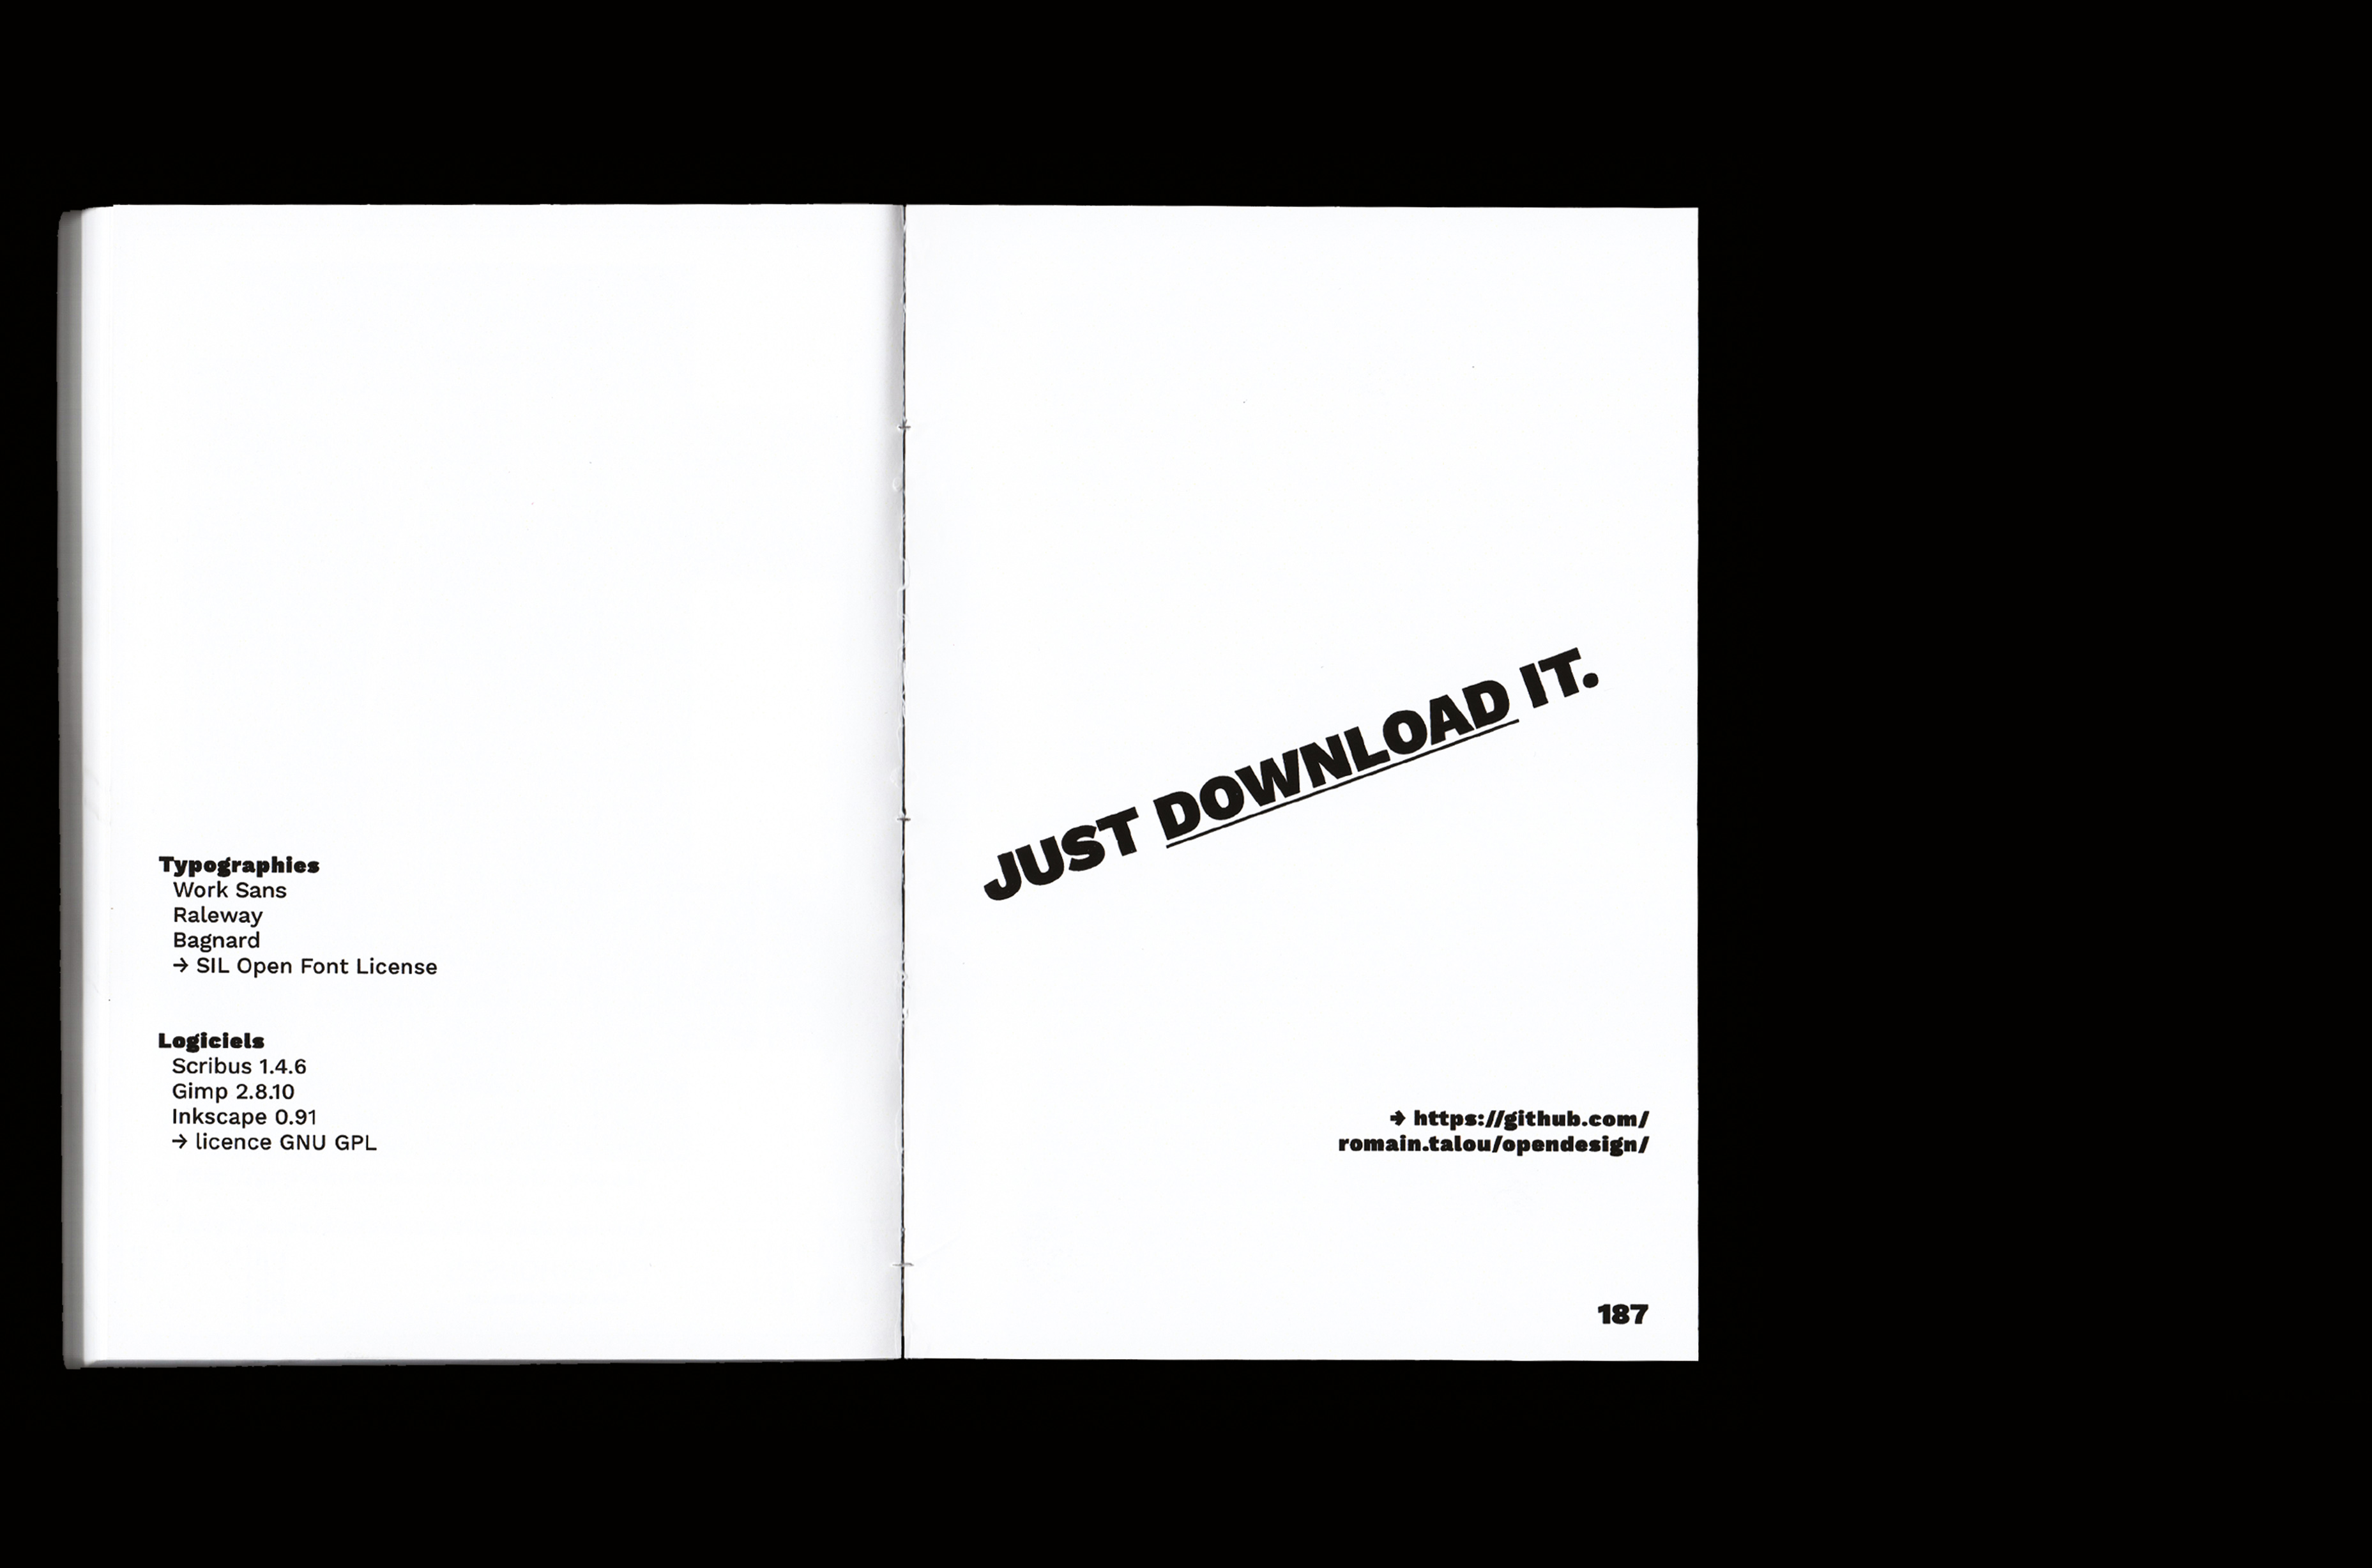 Typographies
Work Sans
Raleway
Bagnard
→ SIL Open Font License
Logiciels
Scribus 1.4.6
Gimp 2.8.10
Inkscape 0.91
→ licence GNU GPL
JUST DOWNLOAD IT.
→ https://github.com/
romain.talou/opendesign/
187